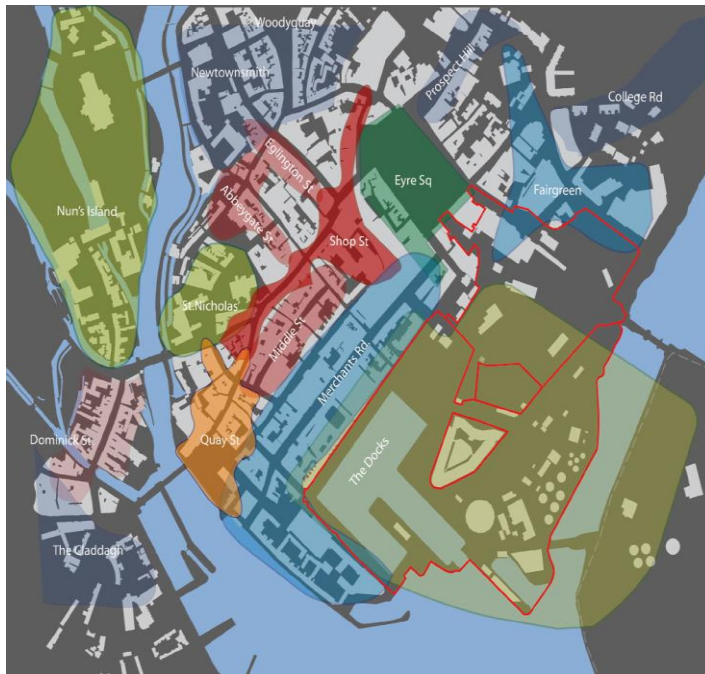 Woodyquay
Newtownsmith
Prospect Hill
College Rd
Eglington St
Eyre Sq
Fairgreen
Abbeygate St
Nun's Island
Shop St
St.Nicholas
Middle St
Merchants Rd
Dominick St
Quay St
The Docks
The Claddagh